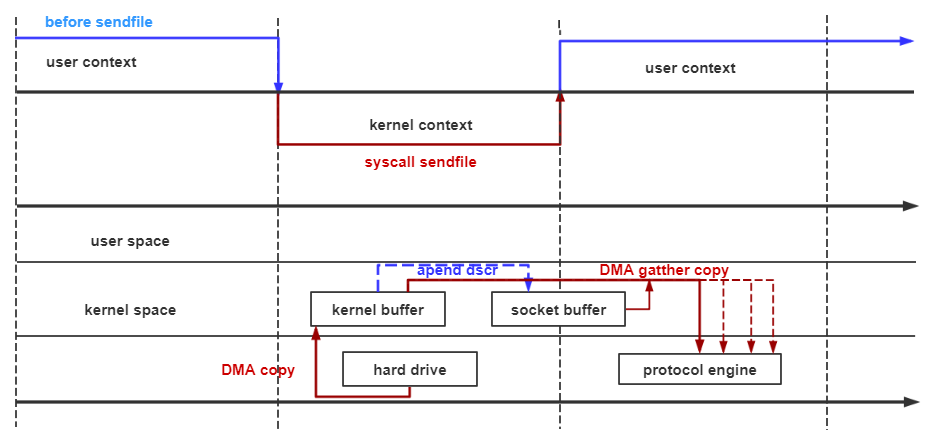 before sendfile
user context
user context
kernel context
syscall sendfile
user space
apend dscr
DMA gatther copy
kernel space
kernel buffer
socket buffer
DMA copy
hard drive
protocol engine